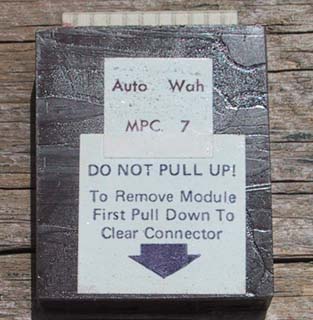 Auto Wah
MPC. 7
DO NOT PULL UP!
To Remove Module
First Pull Down To
Clear Connector